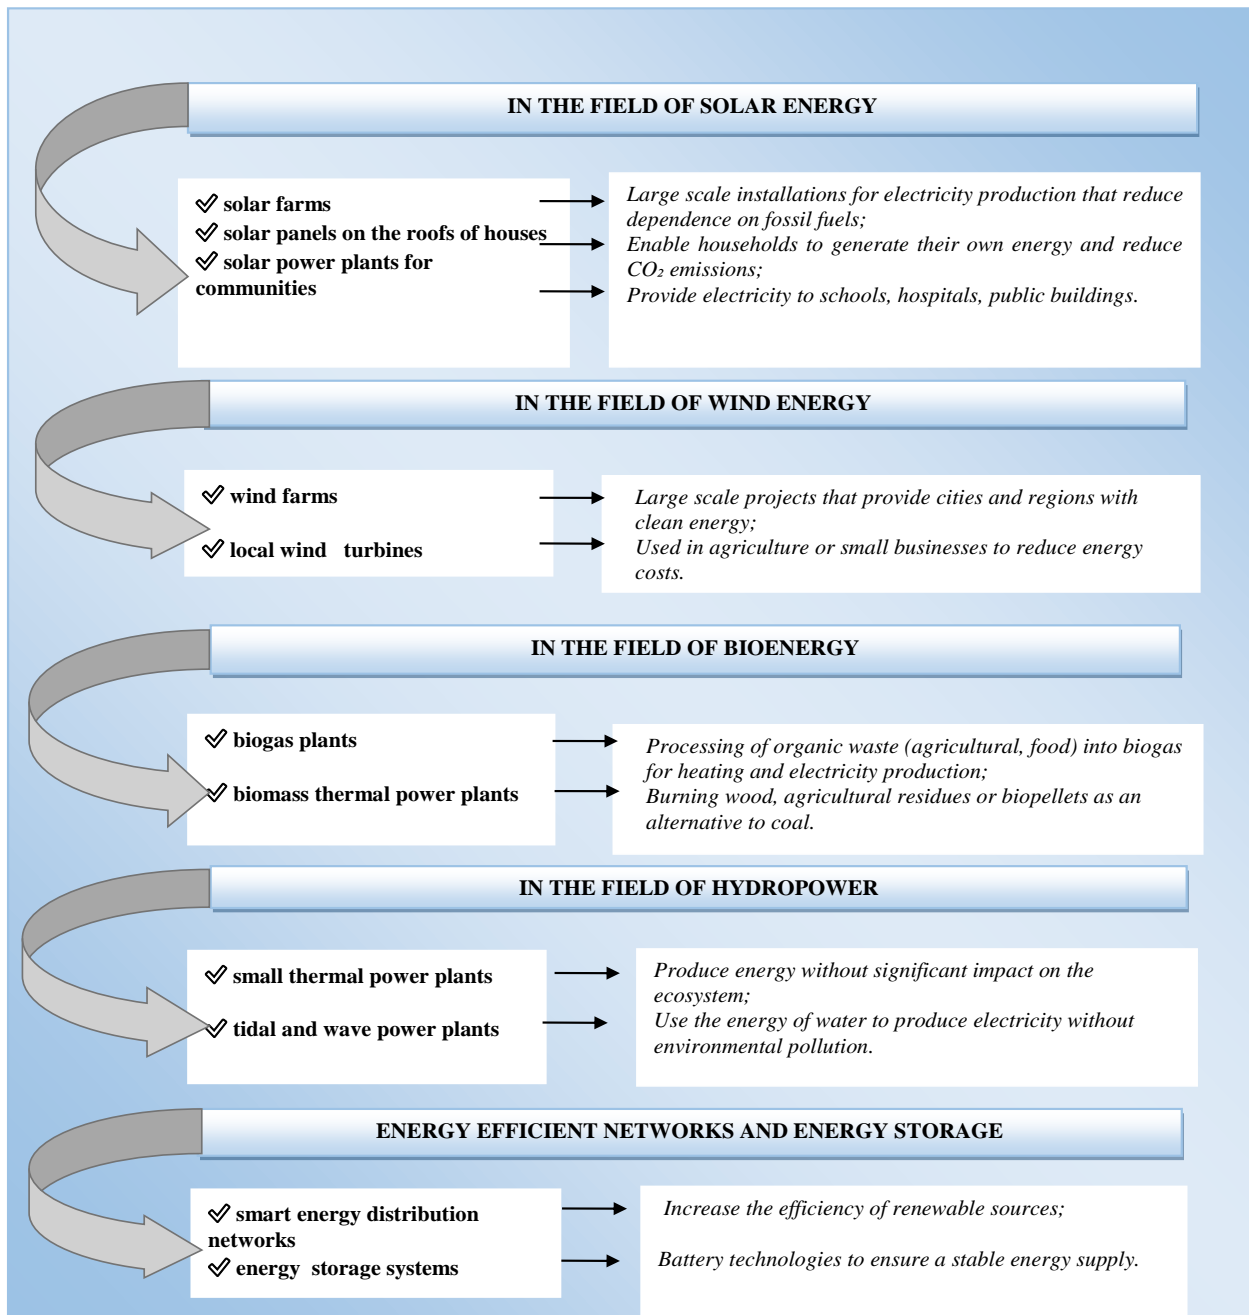 IN THE FIELD OF SOLAR ENERGY
solar farms
solar panels on the roofs of houses
solar power plants for
communities
Large scale installations for electricity production that reduce
dependence on fossil fuels;
Enable households to generate their own energy and reduce
CO₂ emissions;
Provide electricity to schools, hospitals, public buildings.
IN THE FIELD OF WIND ENERGY
wind farms
local wind turbines
Large scale projects that provide cities and regions with
clean energy;
Used in agriculture or small businesses to reduce energy
costs.
IN THE FIELD OF BIOENERGY
biogas plants
biomass thermal power plants
Processing of organic waste (agricultural, food) into biogas
for heating and electricity production;
Burning wood, agricultural residues or biopellets as an
alternative to coal.
IN THE FIELD OF HYDROPOWER
small thermal power plants
tidal and wave power plants
Produce energy without significant impact on the
ecosystem;
Use the energy of water to produce electricity without
environmental pollution.
ENERGY EFFICIENT NETWORKS AND ENERGY STORAGE
smart energy distribution
networks
energy storage systems
Increase the efficiency of renewable sources;
Battery technologies to ensure a stable energy supply.